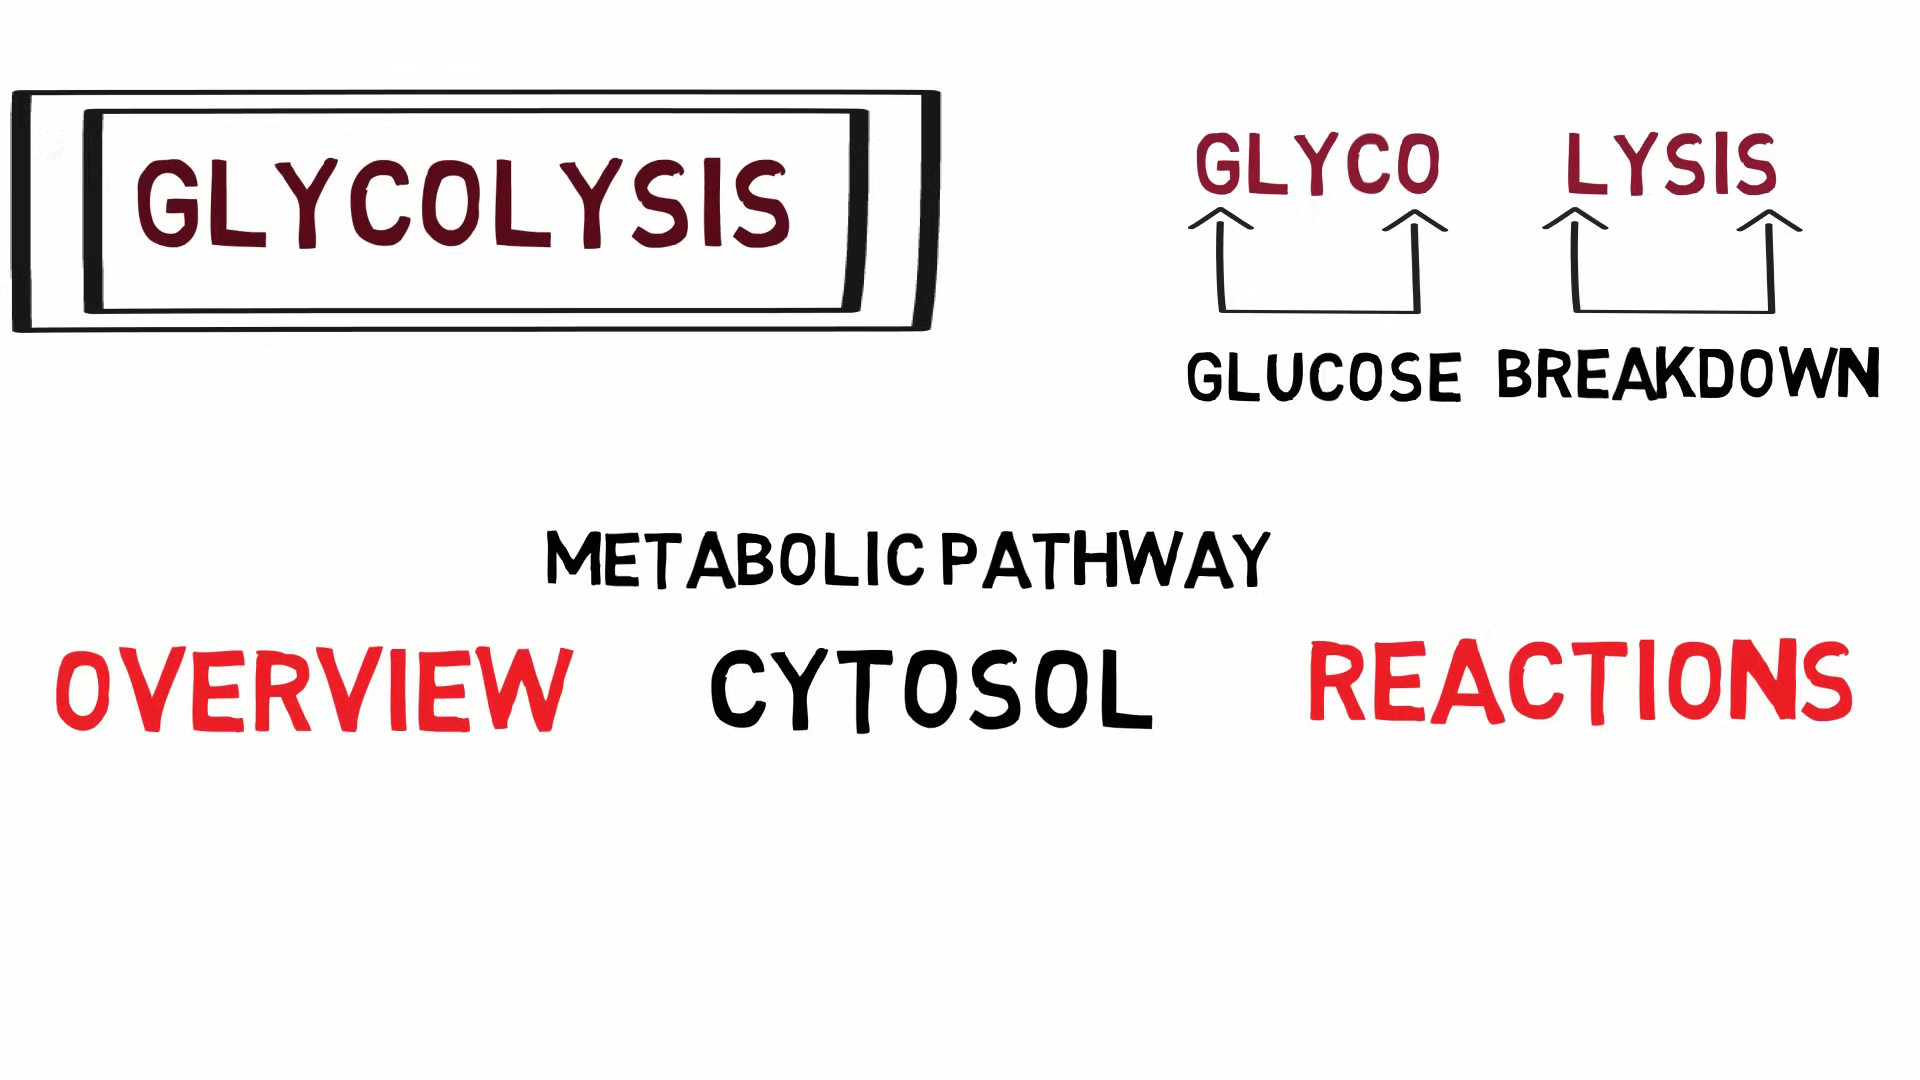 GLYCOLYSIS
GLYCO LYSIS
GLUCOSE BREAKDOWN
METABOLIC PATHWAY
OVERVIEW CYTOSOL REACTIONS